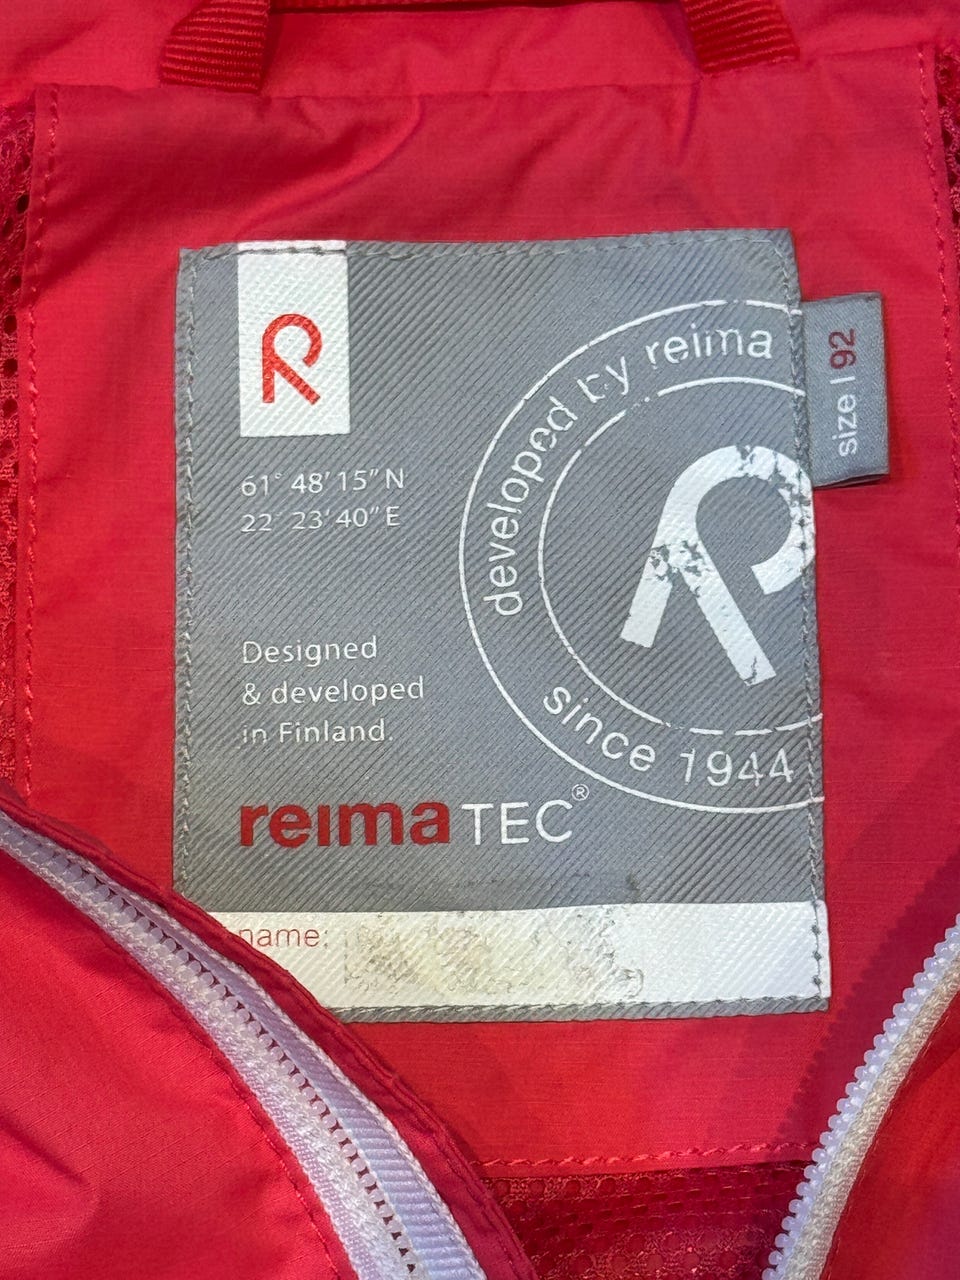 R
61° 48' 15" N
22° 23' 40" E
Designed
& developed
in Finland.
reima TEC®
name:
developed by reima
since 1944
R
size | 92